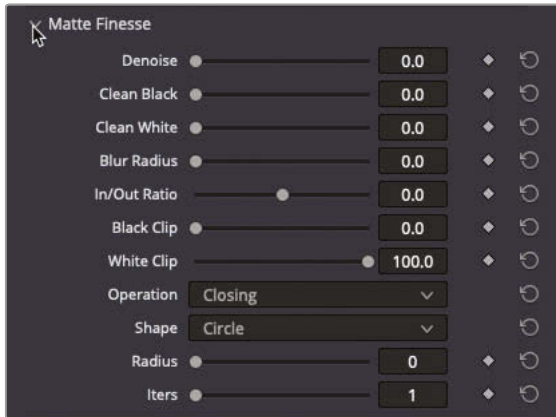 Matte Finesse
Denoise 0.0
Clean Black 0.0
Clean White 0.0
Blur Radius 0.0
In/Out Ratio 0.0
Black Clip 0.0
White Clip 100.0
Operation Closing
Shape Circle
Radius 0
Iters 1